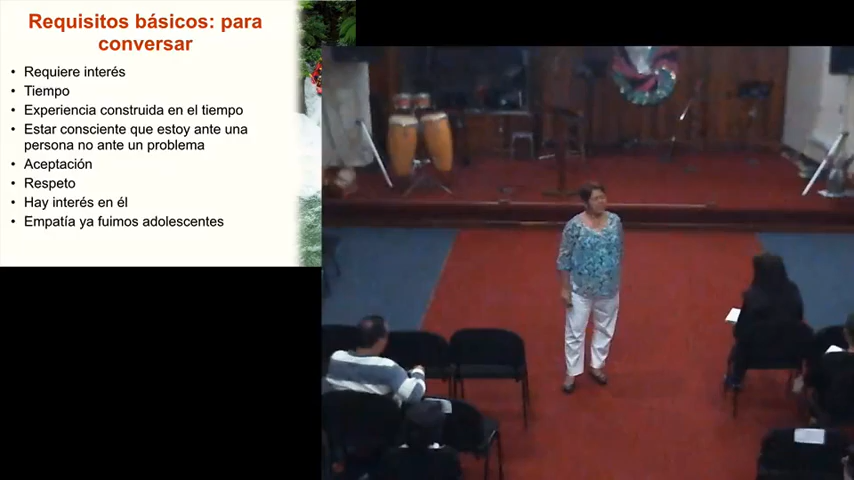 Requisitos básicos: para
conversar
• Requiere interés
• Tiempo
• Experiencia construida en el tiempo
• Estar consciente que estoy ante una
persona no ante un problema
• Aceptación
• Respeto
• Hay interés en él
• Empatía ya fuimos adolescentes